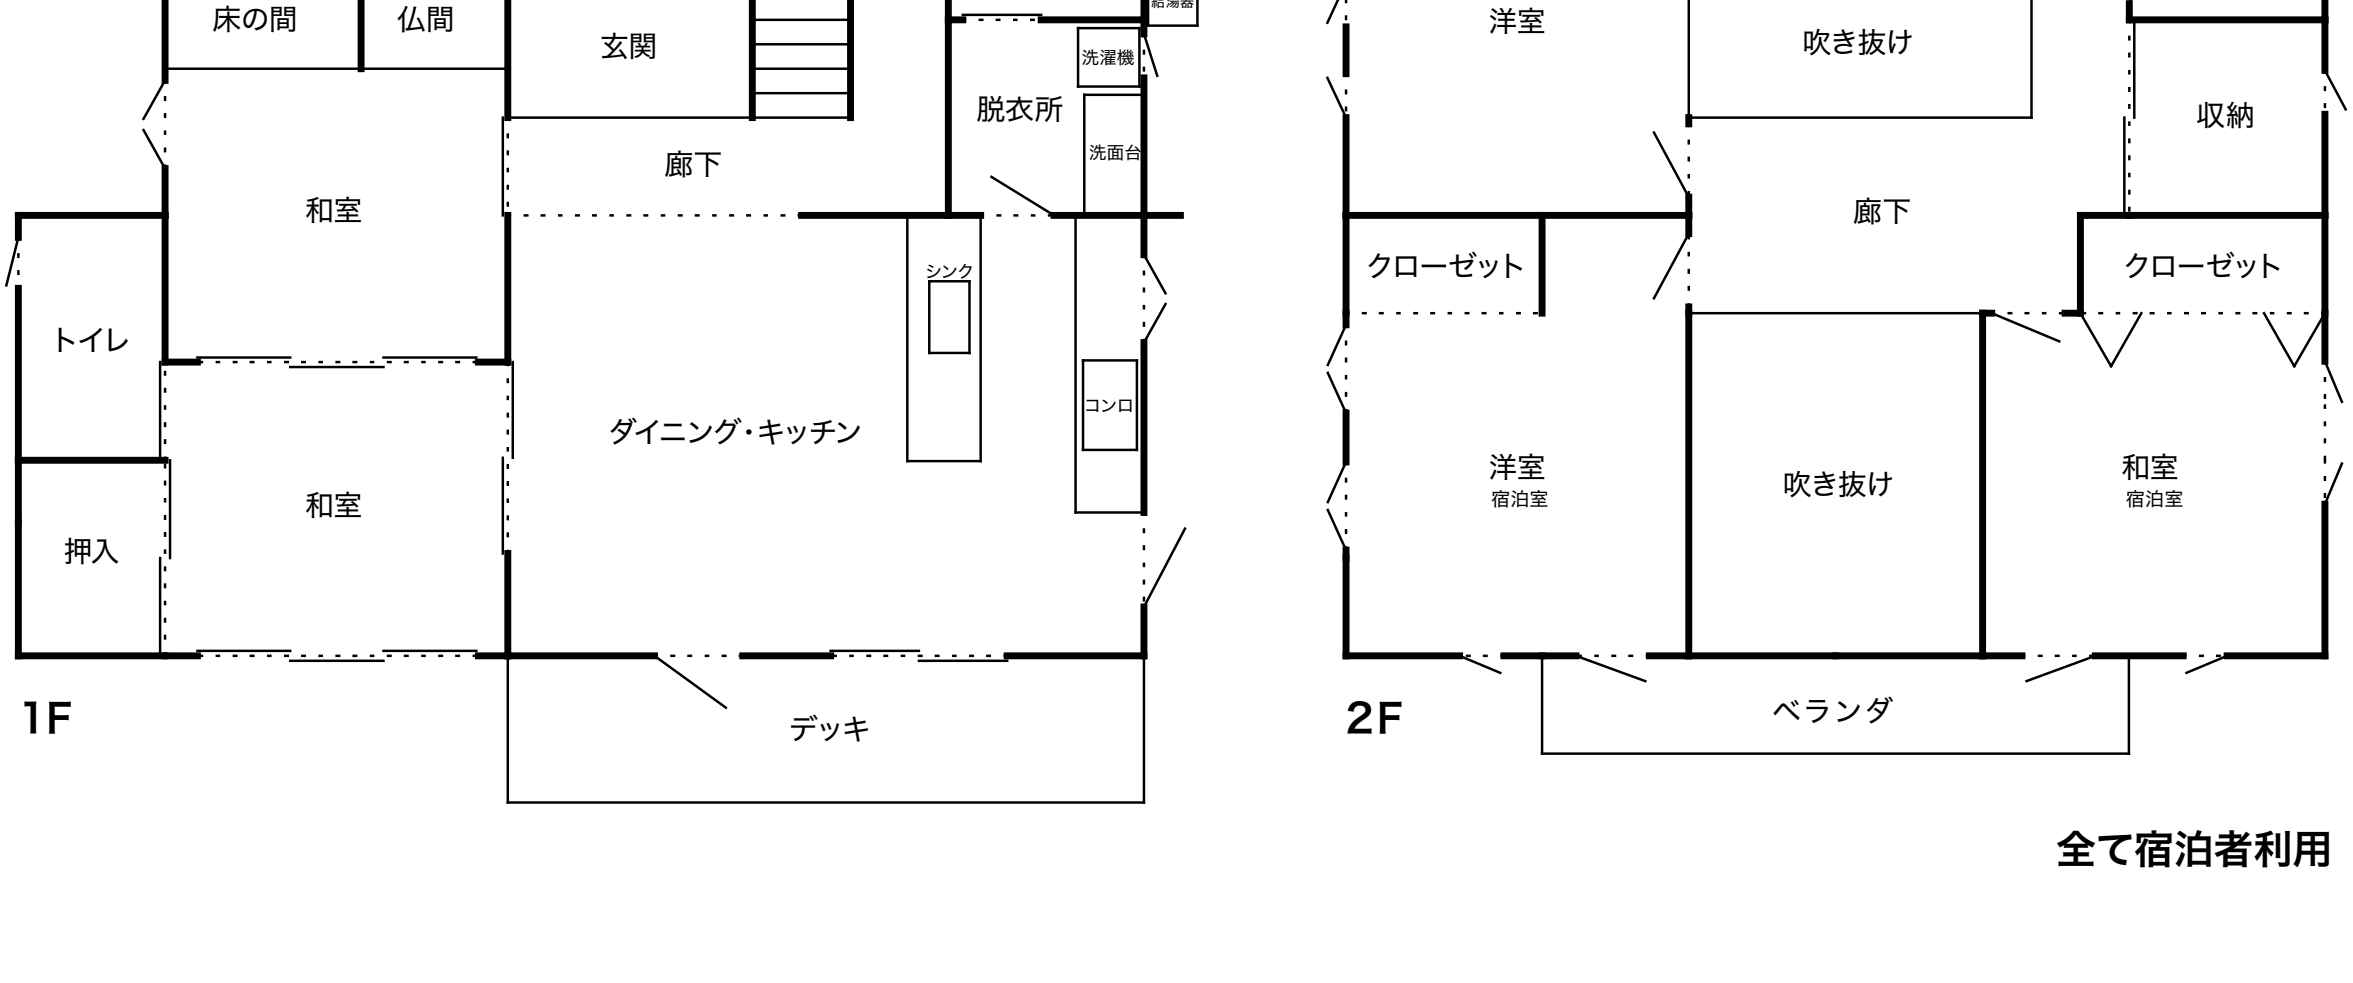 床の間
仏間
玄関
給湯器
洗濯機
脱衣所
洗面台
廊下
和室
シンク
トイレ
コンロ
ダイニング・キッチン
和室
押入
デッキ
1F
洋室
吹き抜け
収納
廊下
クローゼット
クローゼット
洋室
宿泊室
吹き抜け
和室
宿泊室
ベランダ
2F
全て宿泊者利用